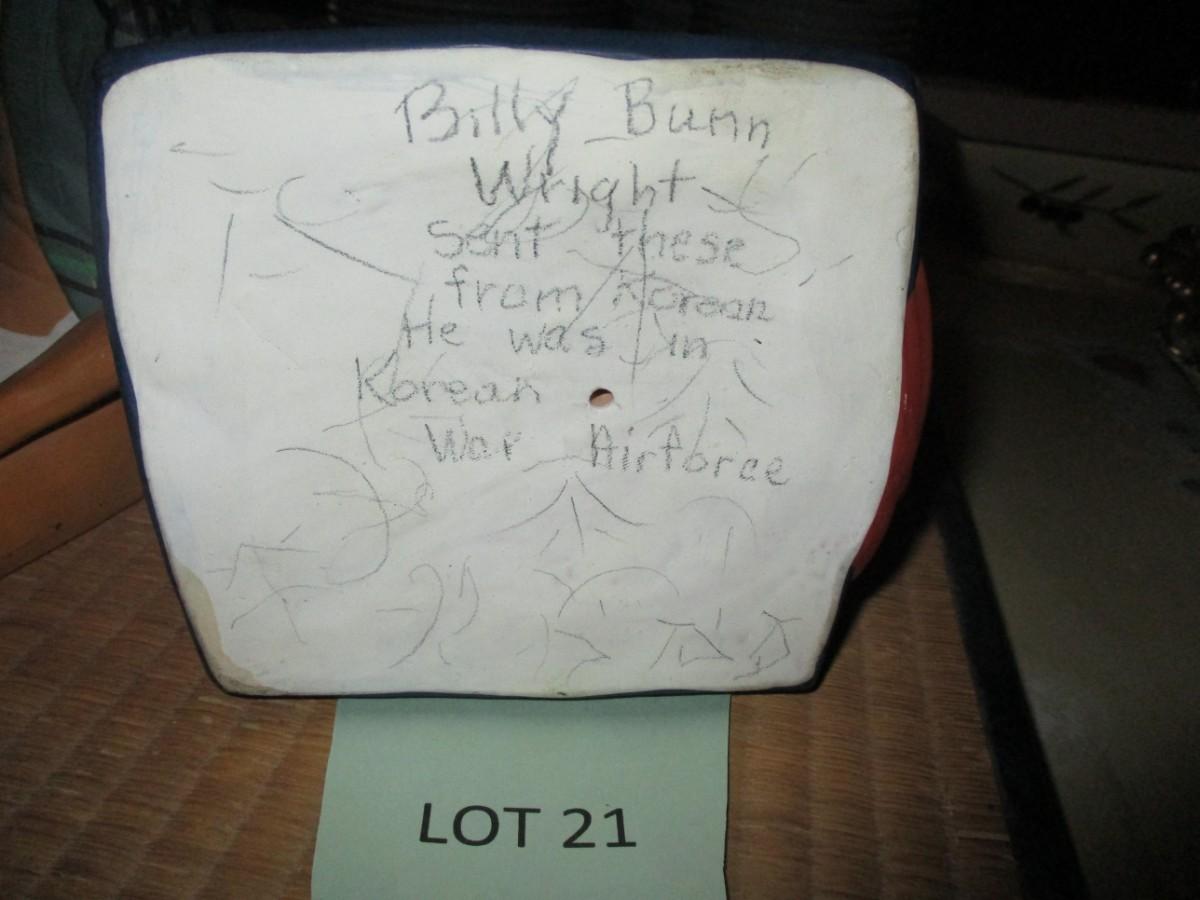 Billy Bunn
Wright
Sent these
from Korean
He was in
Korean
War Airforce
LOT 21